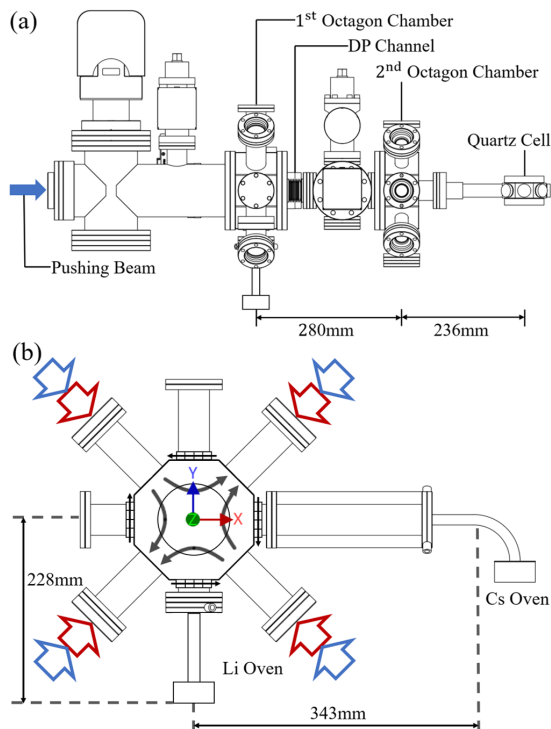 (a)
1st Octagon Chamber
DP Channel
2nd Octagon Chamber
Quartz Cell
Pushing Beam
280mm
236mm
(b)
Y
Z
X
228mm
Cs Oven
Li Oven
343mm